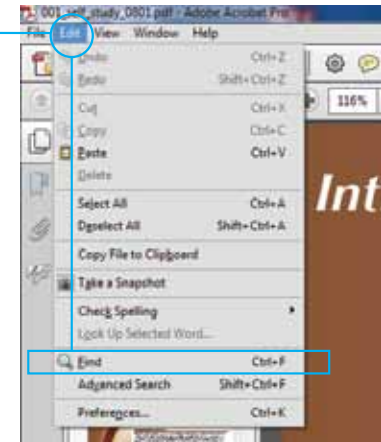 001_self_study_0801.pdf - Adobe Acrobat Pro
File Edit View Window Help
Undo Ctrl+Z
Redo Shift+Ctrl+Z
116%
Cut Ctrl+X
Copy Ctrl+C
Paste Ctrl+V
Delete
Select All Ctrl+A
Deselect All Shift+Ctrl+A
Int
Copy File to Clipboard
Take a Snapshot
Check Spelling
Look Up Selected Word...
Find Ctrl+F
Advanced Search Shift+Ctrl+F
Preferences... Ctrl+K